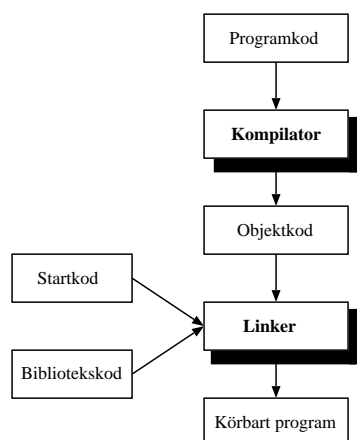 Programkod
Kompilator
Objektkod
Startkod
Linker
Bibliotekskod
Körbart program